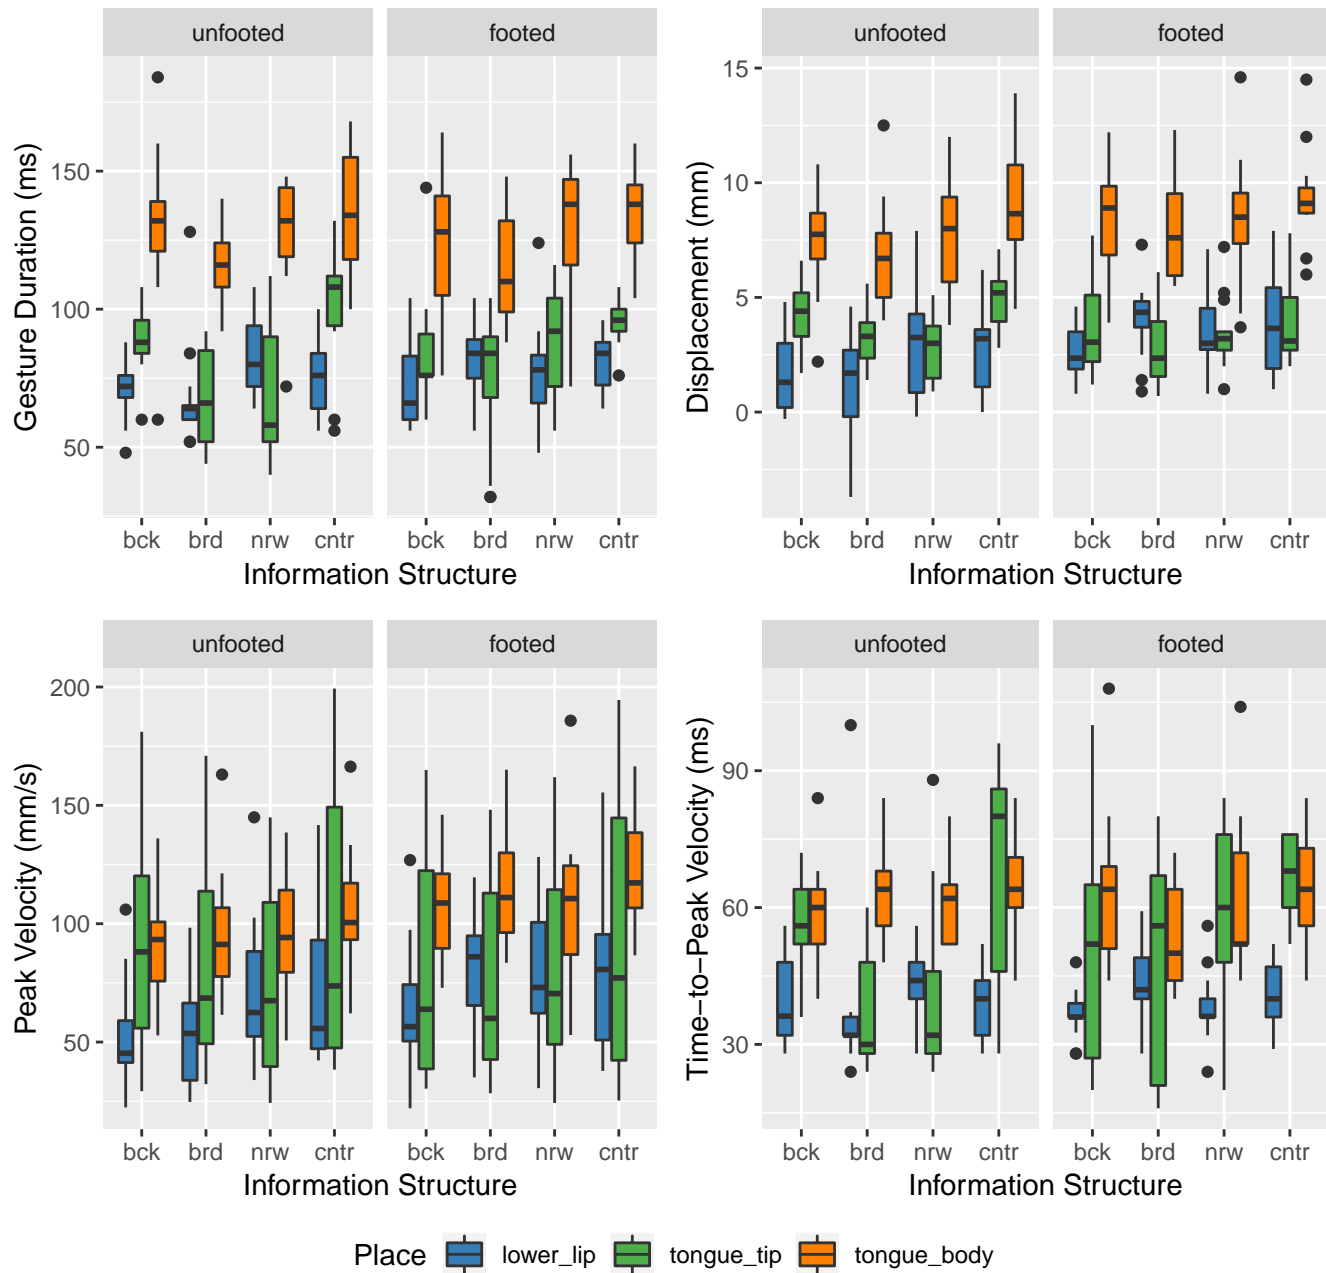 unfooted footed
Gesture Duration (ms)
150
100
50
bck brd nrw cntr bck brd nrw cntr
Information Structure
unfooted footed
Displacement (mm)
15
10
5
0
bck brd nrw cntr bck brd nrw cntr
Information Structure
unfooted footed
Peak Velocity (mm/s)
200
150
100
50
bck brd nrw cntr bck brd nrw cntr
Information Structure
unfooted footed
Time−to−Peak Velocity (ms)
90
60
30
bck brd nrw cntr bck brd nrw cntr
Information Structure
Place lower_lip tongue_tip tongue_body